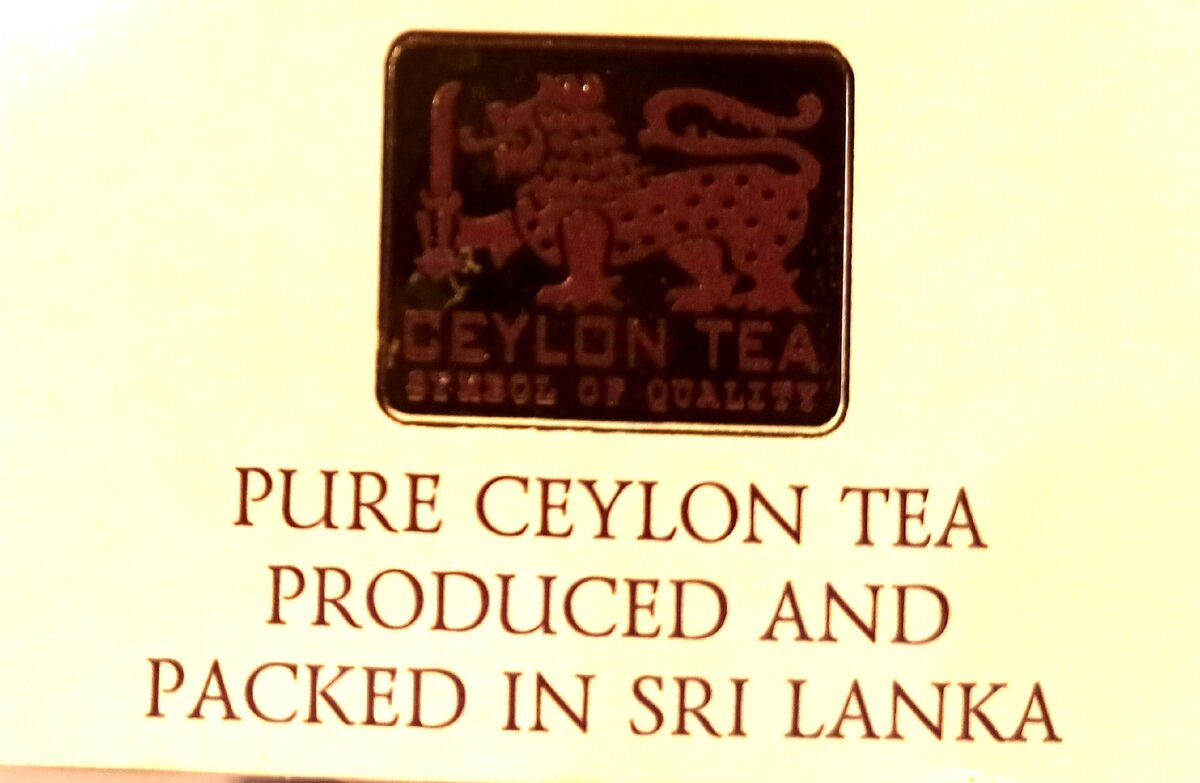 CEYLON TEA
SYMBOL OF QUALITY
PURE CEYLON TEA
PRODUCED AND
PACKED IN SRI LANKA